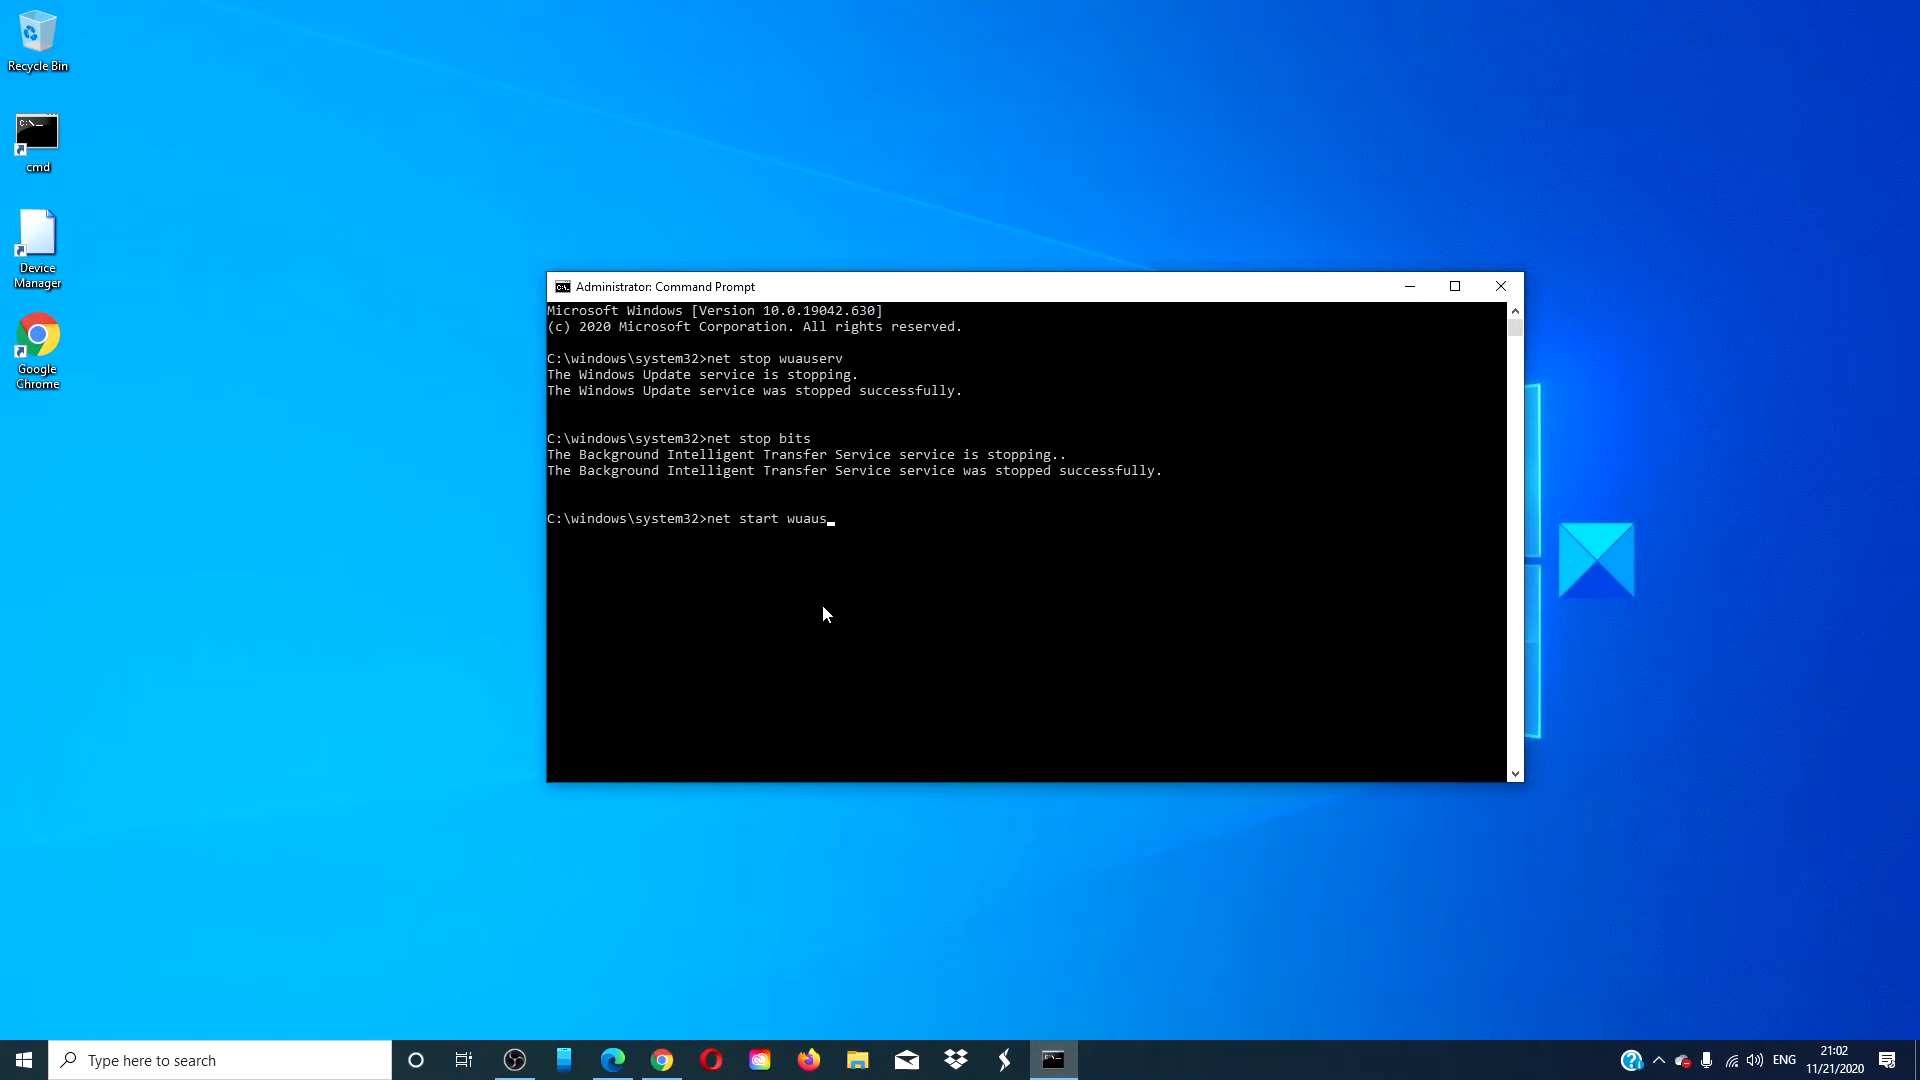 Recycle Bin
cmd
Device
Manager
Google
Chrome
Administrator: Command Prompt
Microsoft Windows [Version 10.0.19042.630]
(c) 2020 Microsoft Corporation. All rights reserved.
C:\windows\system32>net stop wuauserv
The Windows Update service is stopping.
The Windows Update service was stopped successfully.
C:\windows\system32>net stop bits
The Background Intelligent Transfer Service service is stopping..
The Background Intelligent Transfer Service service was stopped successfully.
C:\windows\system32>net start wuaus_
Type here to search
ENG
21:02
11/21/2020